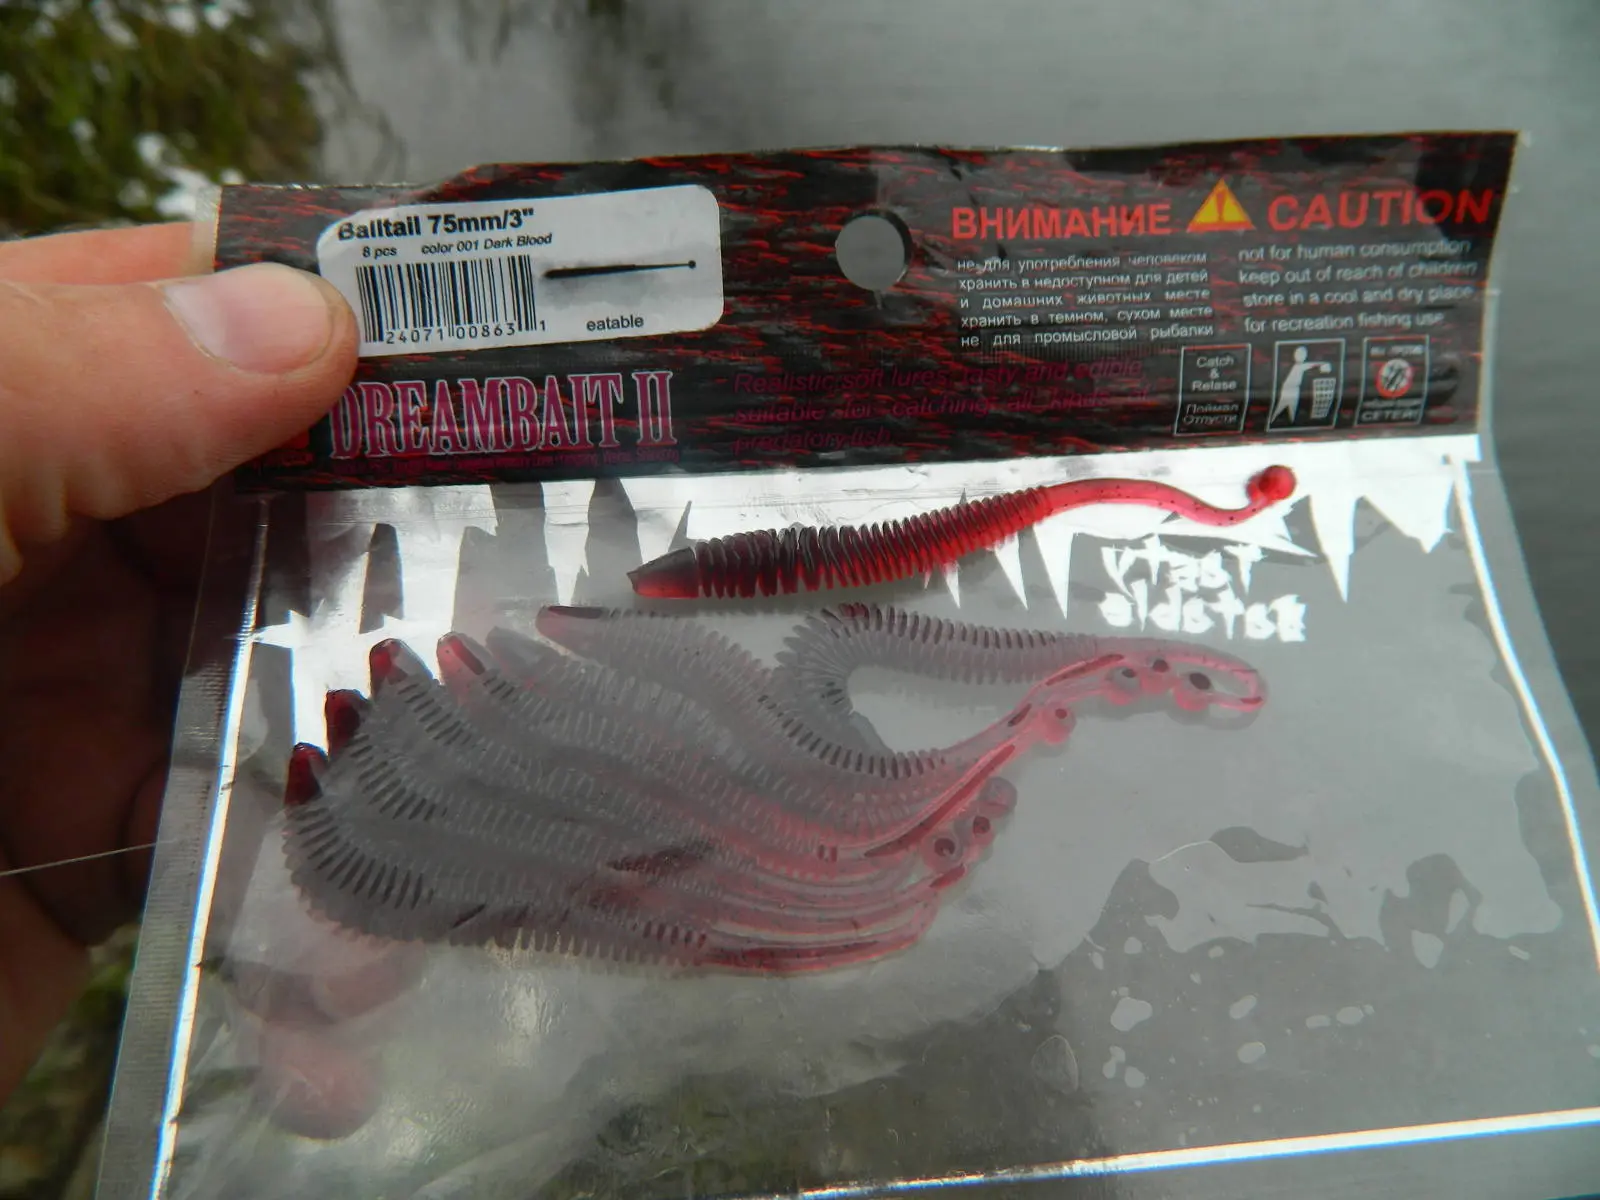 Balltail 75mm/3"
8 pcs color 001 Dark Blood
24071 00863 1
eatable
DREAMBAIT II
Realistic soft lures, tasty and edible,
suitable for catching all kinds of
predatory fish.
ВНИМАНИЕ
не для употребления человеком
хранить в недоступном для детей
и домашних животных месте
хранить в темном, сухом месте
не для промысловой рыбалки
CAUTION
not for human consumption
keep out of reach of children
store in a cool and dry place
for recreation fishing use
Catch
&
Relase
Поймал
Отпусти
СЕТЕЙ!